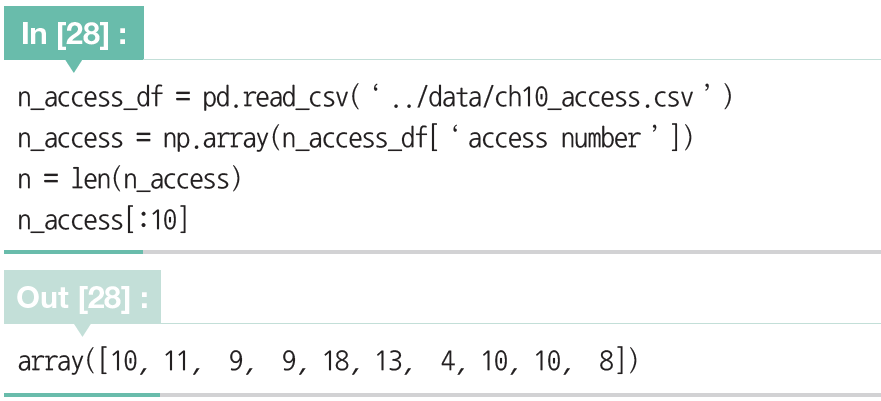 In [28] :
n_access_df = pd.read_csv( ‘ ../data/ch10_access.csv ’ )
n_access = np.array(n_access_df[ ‘ access number ’ ])
n = len(n_access)
n_access[:10]
Out [28] :
array([10, 11,  9,  9, 18, 13,  4, 10, 10,  8])